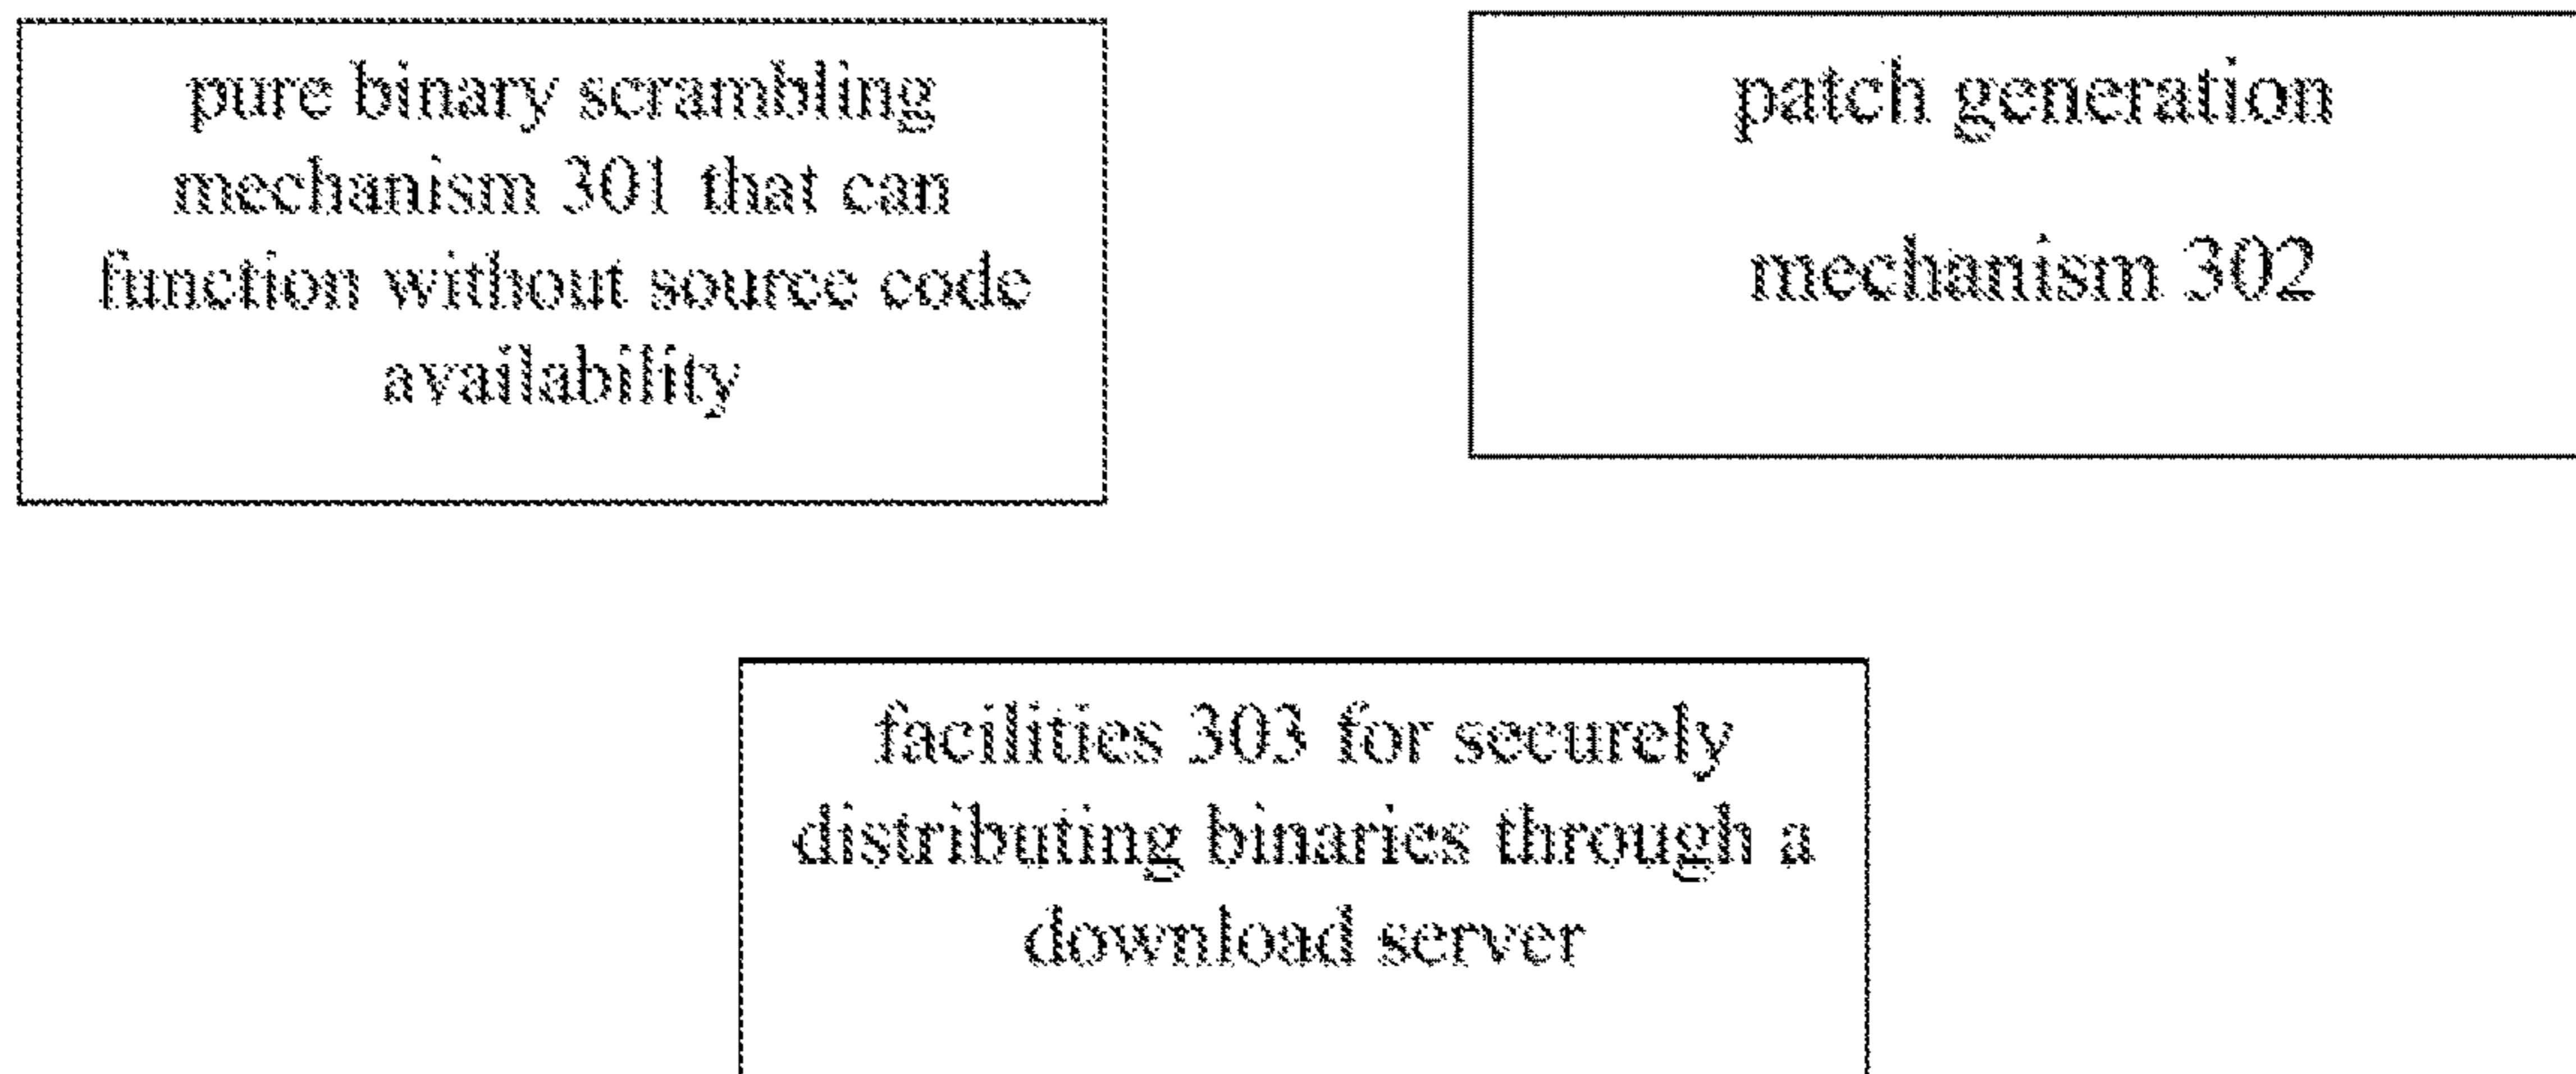 pure binary scrambling
mechanism 301 that can
function without source code
availability
patch generation
mechanism 302
facilities 303 for securely
distributing binaries through a
download server